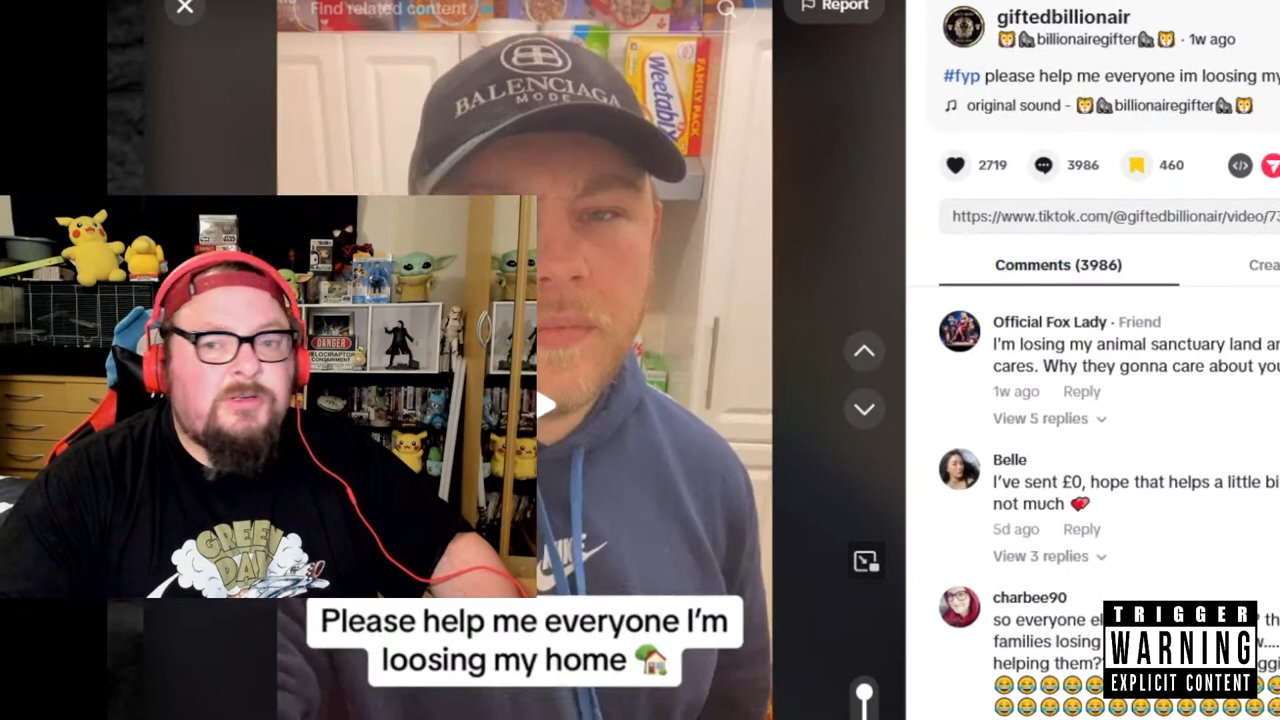 Find related content
Report
BALENCIAGA
MODE
Weetabix
FAMILY PACK
giftedbillionair
🐯🦍billionairegifter🦍🐯 · 1w ago
#fyp please help me everyone im loosing my
original sound - 🐯🦍billionairegifter🦍🐯
2719
3986
460
https://www.tiktok.com/@giftedbillionair/video/73
Comments (3986)
Crea
Official Fox Lady · Friend
I'm losing my animal sanctuary land an
cares. Why they gonna care about you
1w ago Reply
View 5 replies
Belle
I've sent £0, hope that helps a little bi
not much 💝
5d ago Reply
View 3 replies
charbee90
so everyone el
families losing
helping them?
😂😂😂😂
😂😂😂😂😂😂😂😂😂😂😂😂
DANGER
VELOCIRAPTOR
CONTAINMENT
GREEN
DAY
Please help me everyone I'm
loosing my home 🏡
TRIGGER
WARNING
EXPLICIT CONTENT